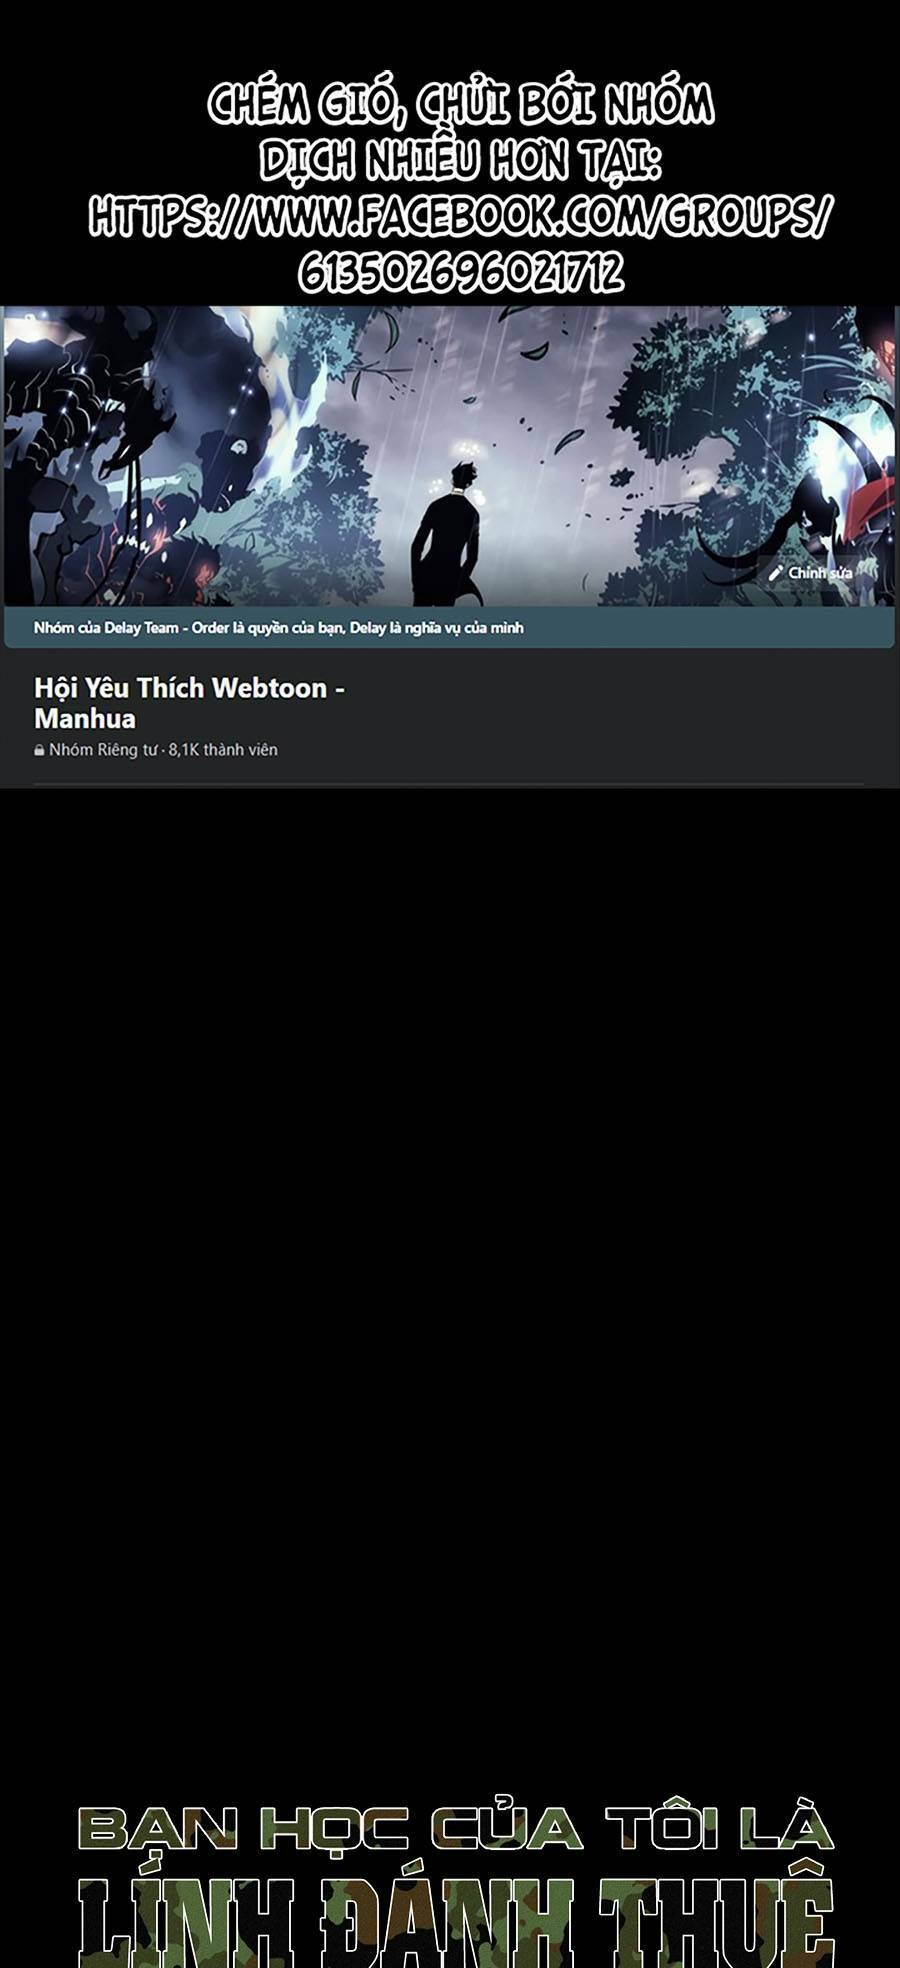 CHÉM GIÓ, CHỬI BỚI NHÓM
DỊCH NHIỀU HƠN TẠI:
HTTPS://WWW.FACEBOOK.COM/GROUPS/
613502696021712
Chỉnh sửa
Nhóm của Delay Team - Order là quyền của bạn, Delay là nghĩa vụ của mình
Hội Yêu Thích Webtoon -
Manhua
Nhóm Riêng tư · 8,1K thành viên
BẠN HỌC CỦA TÔI LÀ
LÍNH ĐÁNH THUÊ